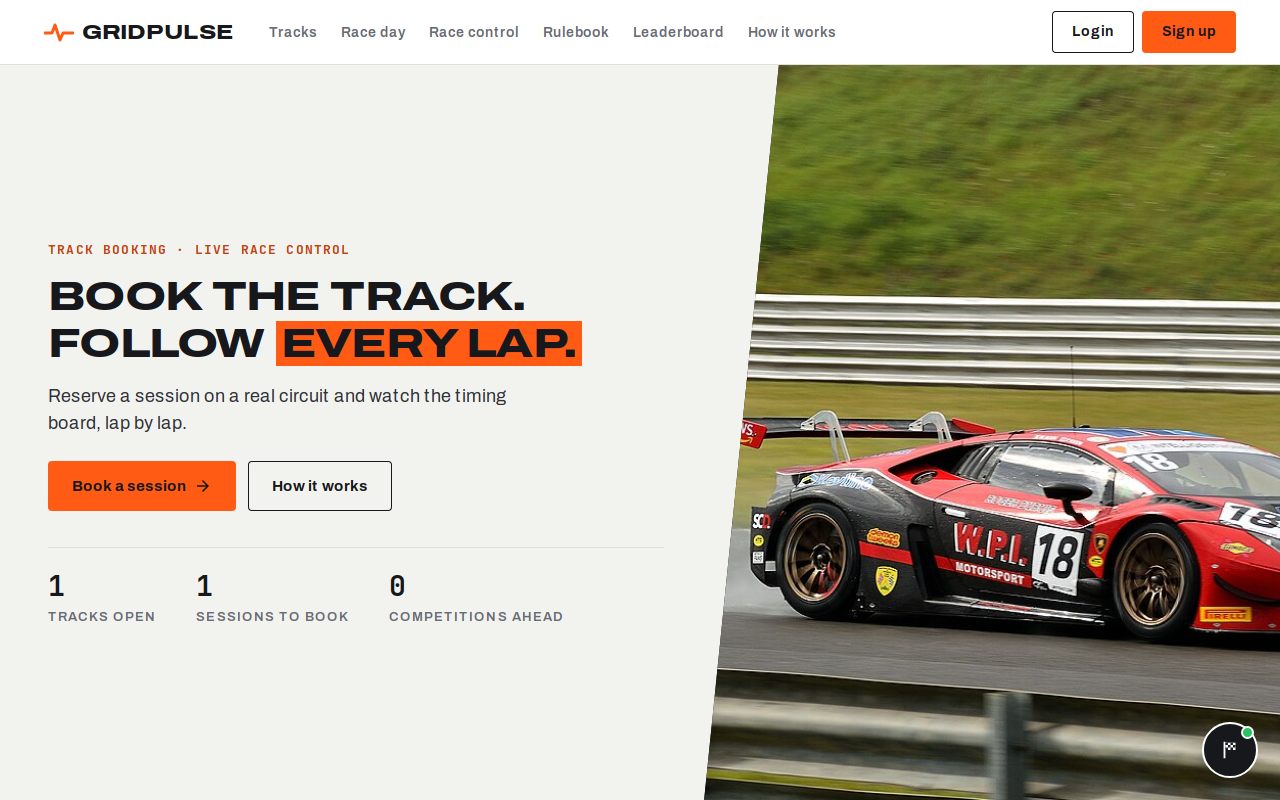 GRIDPULSE
Tracks
Race day
Race control
Rulebook
Leaderboard
How it works
Login
Sign up
TRACK BOOKING · LIVE RACE CONTROL
BOOK THE TRACK.
FOLLOW EVERY LAP.
Reserve a session on a real circuit and watch the timing
board, lap by lap.
Book a session →
How it works
1
TRACKS OPEN
1
SESSIONS TO BOOK
0
COMPETITIONS AHEAD
18
W.P.I.
MOTORSPORT
18
18
PIRELLI